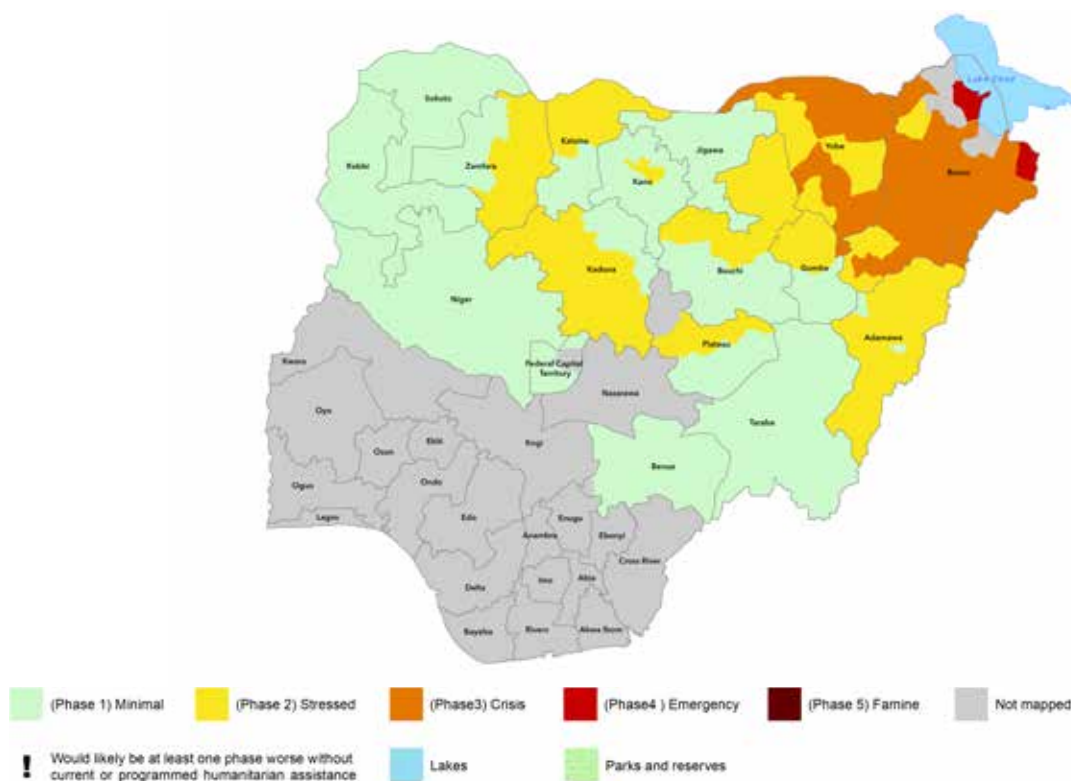 Lake Chad
Sokoto
Katsina
Jigawa
Yobe
Borno
Kebbi
Zamfara
Kano
Kaduna
Bauchi
Gombe
Niger
Adamawa
Plateau
Federal Capital
Territory
Kwara
Nasarawa
Oyo
Taraba
Kogi
Ekiti
Osun
Benue
Ondo
Ogun
Lagos
Edo
Enugu
Anambra
Ebonyi
Cross River
Delta
Imo
Abia
Bayelsa
Rivers
Akwa Ibom
(Phase 1) Minimal
(Phase 2) Stressed
(Phase3) Crisis
(Phase4 ) Emergency
(Phase 5) Famine
Not mapped
! Would likely be at least one phase worse without
current or programmed humanitarian assistance
Lakes
Parks and reserves